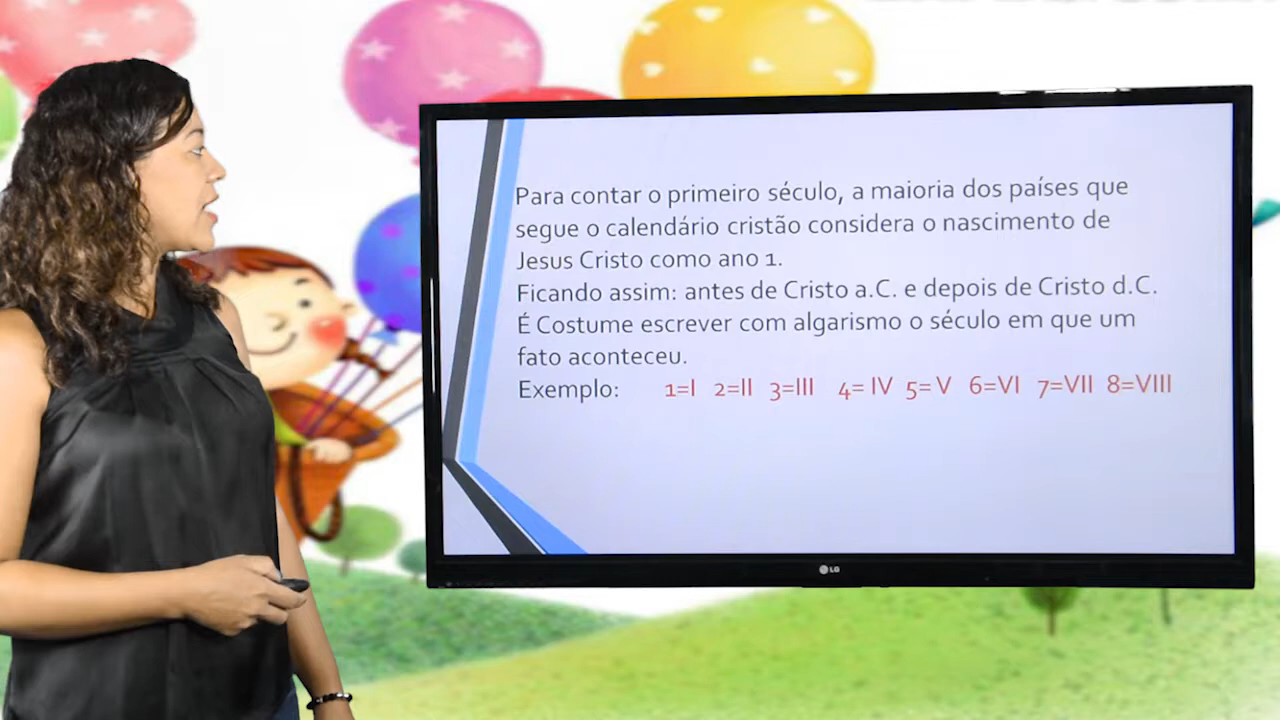 Para contar o primeiro século, a maioria dos países que
segue o calendário cristão considera o nascimento de
Jesus Cristo como ano 1.
Ficando assim: antes de Cristo a.C. e depois de Cristo d.C.
É Costume escrever com algarismo o século em que um
fato aconteceu.
Exemplo: 1=I 2=II 3=III 4= IV 5= V 6=VI 7=VII 8=VIII
LG